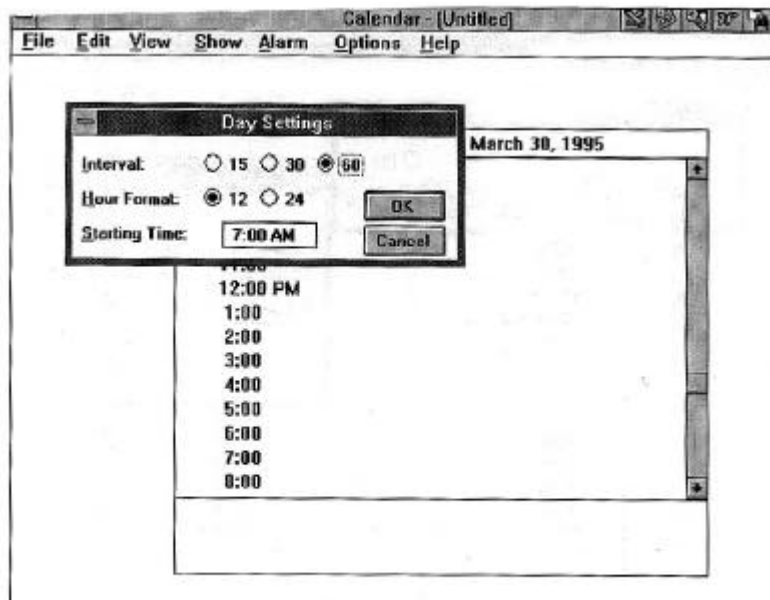 Calendar - [Untitled]
File Edit View Show Alarm Options Help
Day Settings
March 30, 1995
Interval: 15 30 60
Hour Format: 12 24
OK
Starting Time: 7:00 AM
Cancel
11:00
12:00 PM
1:00
2:00
3:00
4:00
5:00
6:00
7:00
8:00